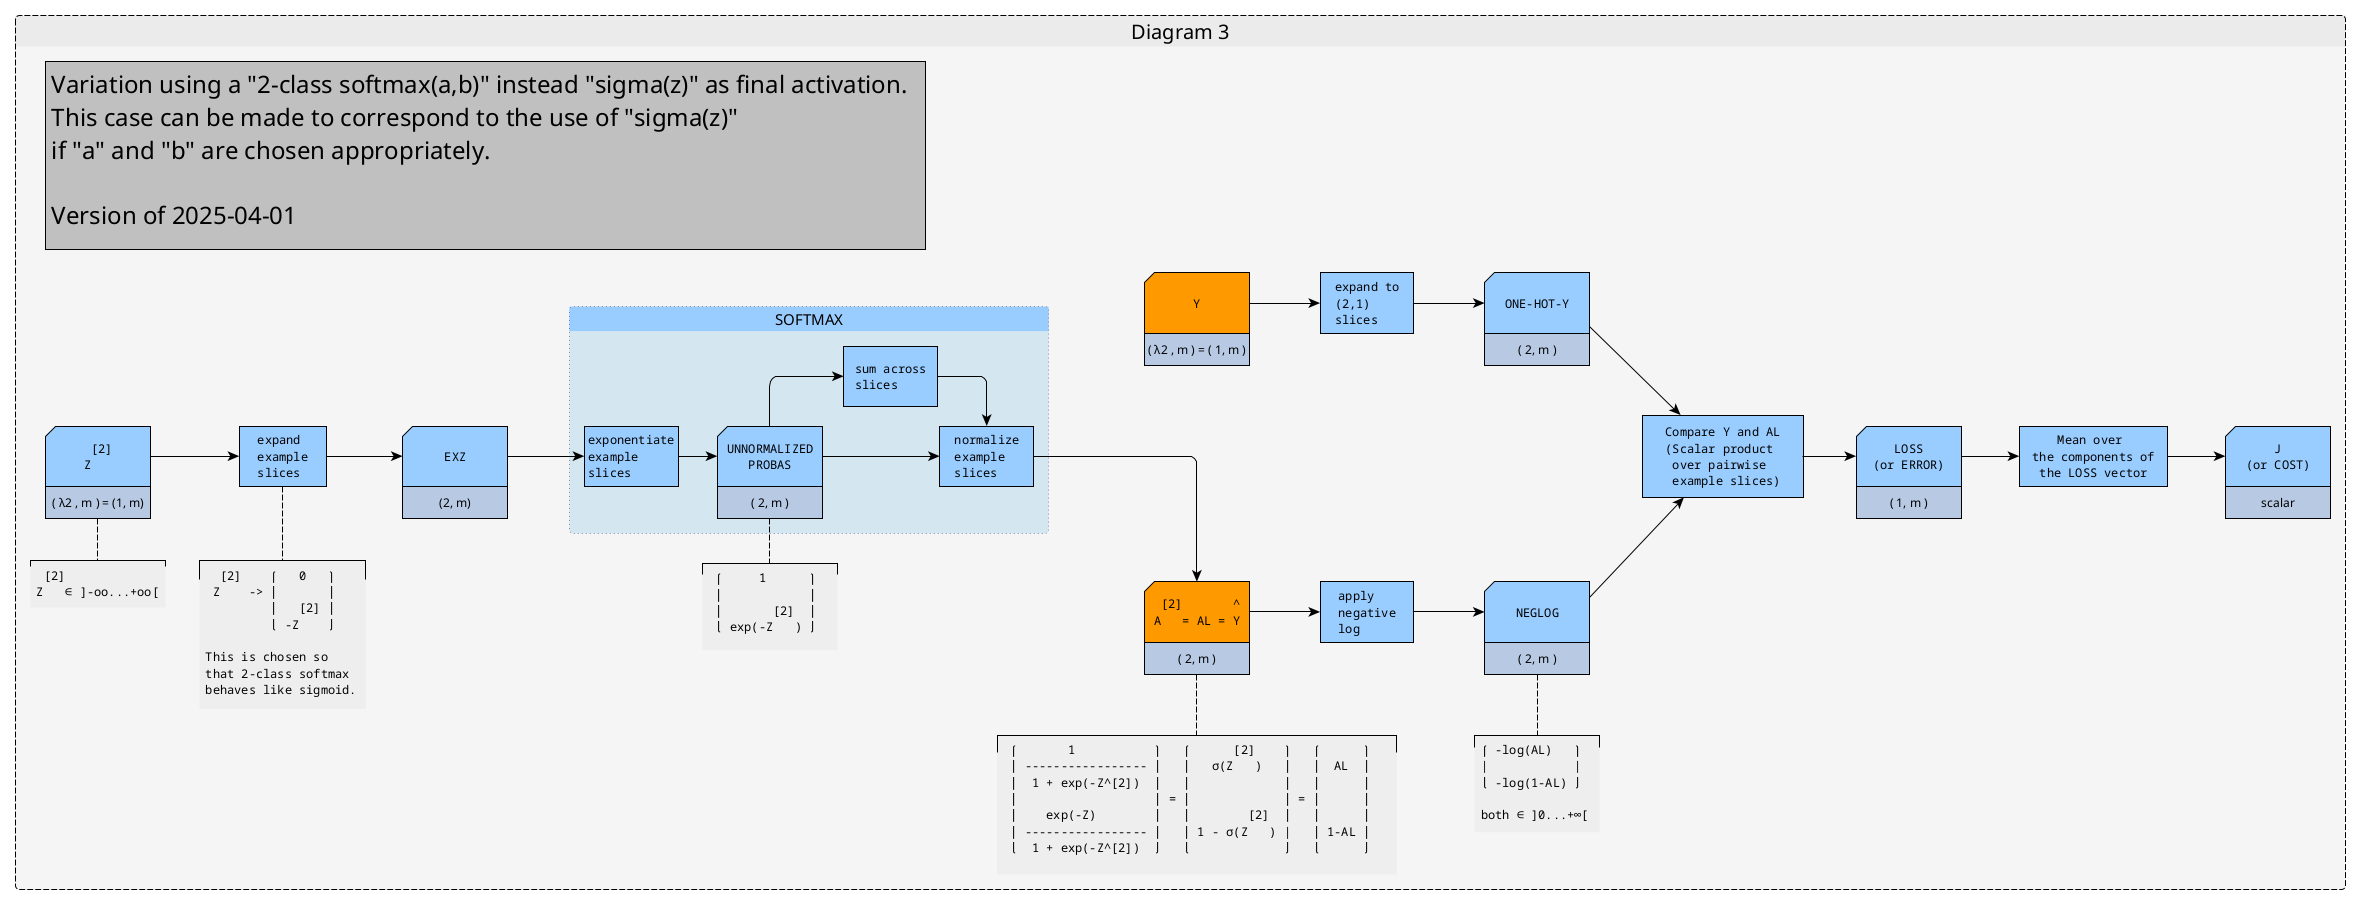 Diagram 3
Variation using a "2-class softmax(a,b)" instead "sigma(z)" as final activation.
This case can be made to correspond to the use of "sigma(z)"
if "a" and "b" are chosen appropriately.
Version of 2025-04-01
Y
( λ2 , m ) = ( 1, m )
expand to
(2,1)
slices
ONE-HOT-Y
( 2, m )
[2]
Z
( λ2 , m ) = (1, m)
[2]
Z   ∈ ]-oo...+oo[
expand
example
slices
[2]    ⌈   0   ⌉
Z    -> |       |
|   [2] |
⌊ -Z    ⌋
This is chosen so
that 2-class softmax
behaves like sigmoid.
EXZ
(2, m)
SOFTMAX
sum across
slices
exponentiate
example
slices
UNNORMALIZED
PROBAS
( 2, m )
normalize
example
slices
⌈     1      ⌉
|            |
|       [2]  |
⌊ exp(-Z   ) ⌋
[2]       ^
A   = AL = Y
( 2, m )
⌈       1           ⌉   ⌈      [2]    ⌉   ⌈      ⌉
| ----------------- |   |   σ(Z   )   |   |  AL  |
|  1 + exp(-Z^[2])  |   |             |   |      |
|                   | = |             | = |      |
|    exp(-Z)        |   |        [2]  |   |      |
| ----------------- |   | 1 - σ(Z   ) |   | 1-AL |
⌊  1 + exp(-Z^[2])  ⌋   ⌊             ⌋   ⌊      ⌋
apply
negative
log
NEGLOG
( 2, m )
⌈ -log(AL)   ⌉
|            |
⌊ -log(1-AL) ⌋
both ∈ ]0...+∞[
Compare Y and AL
(Scalar product
over pairwise
example slices)
LOSS
(or ERROR)
( 1, m )
Mean over
the components of
the LOSS vector
J
(or COST)
scalar